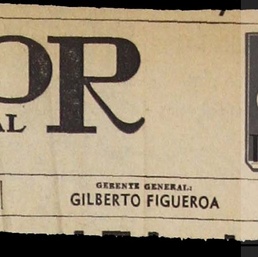 OR
AL
GERENTE GENERAL:
GILBERTO FIGUEROA